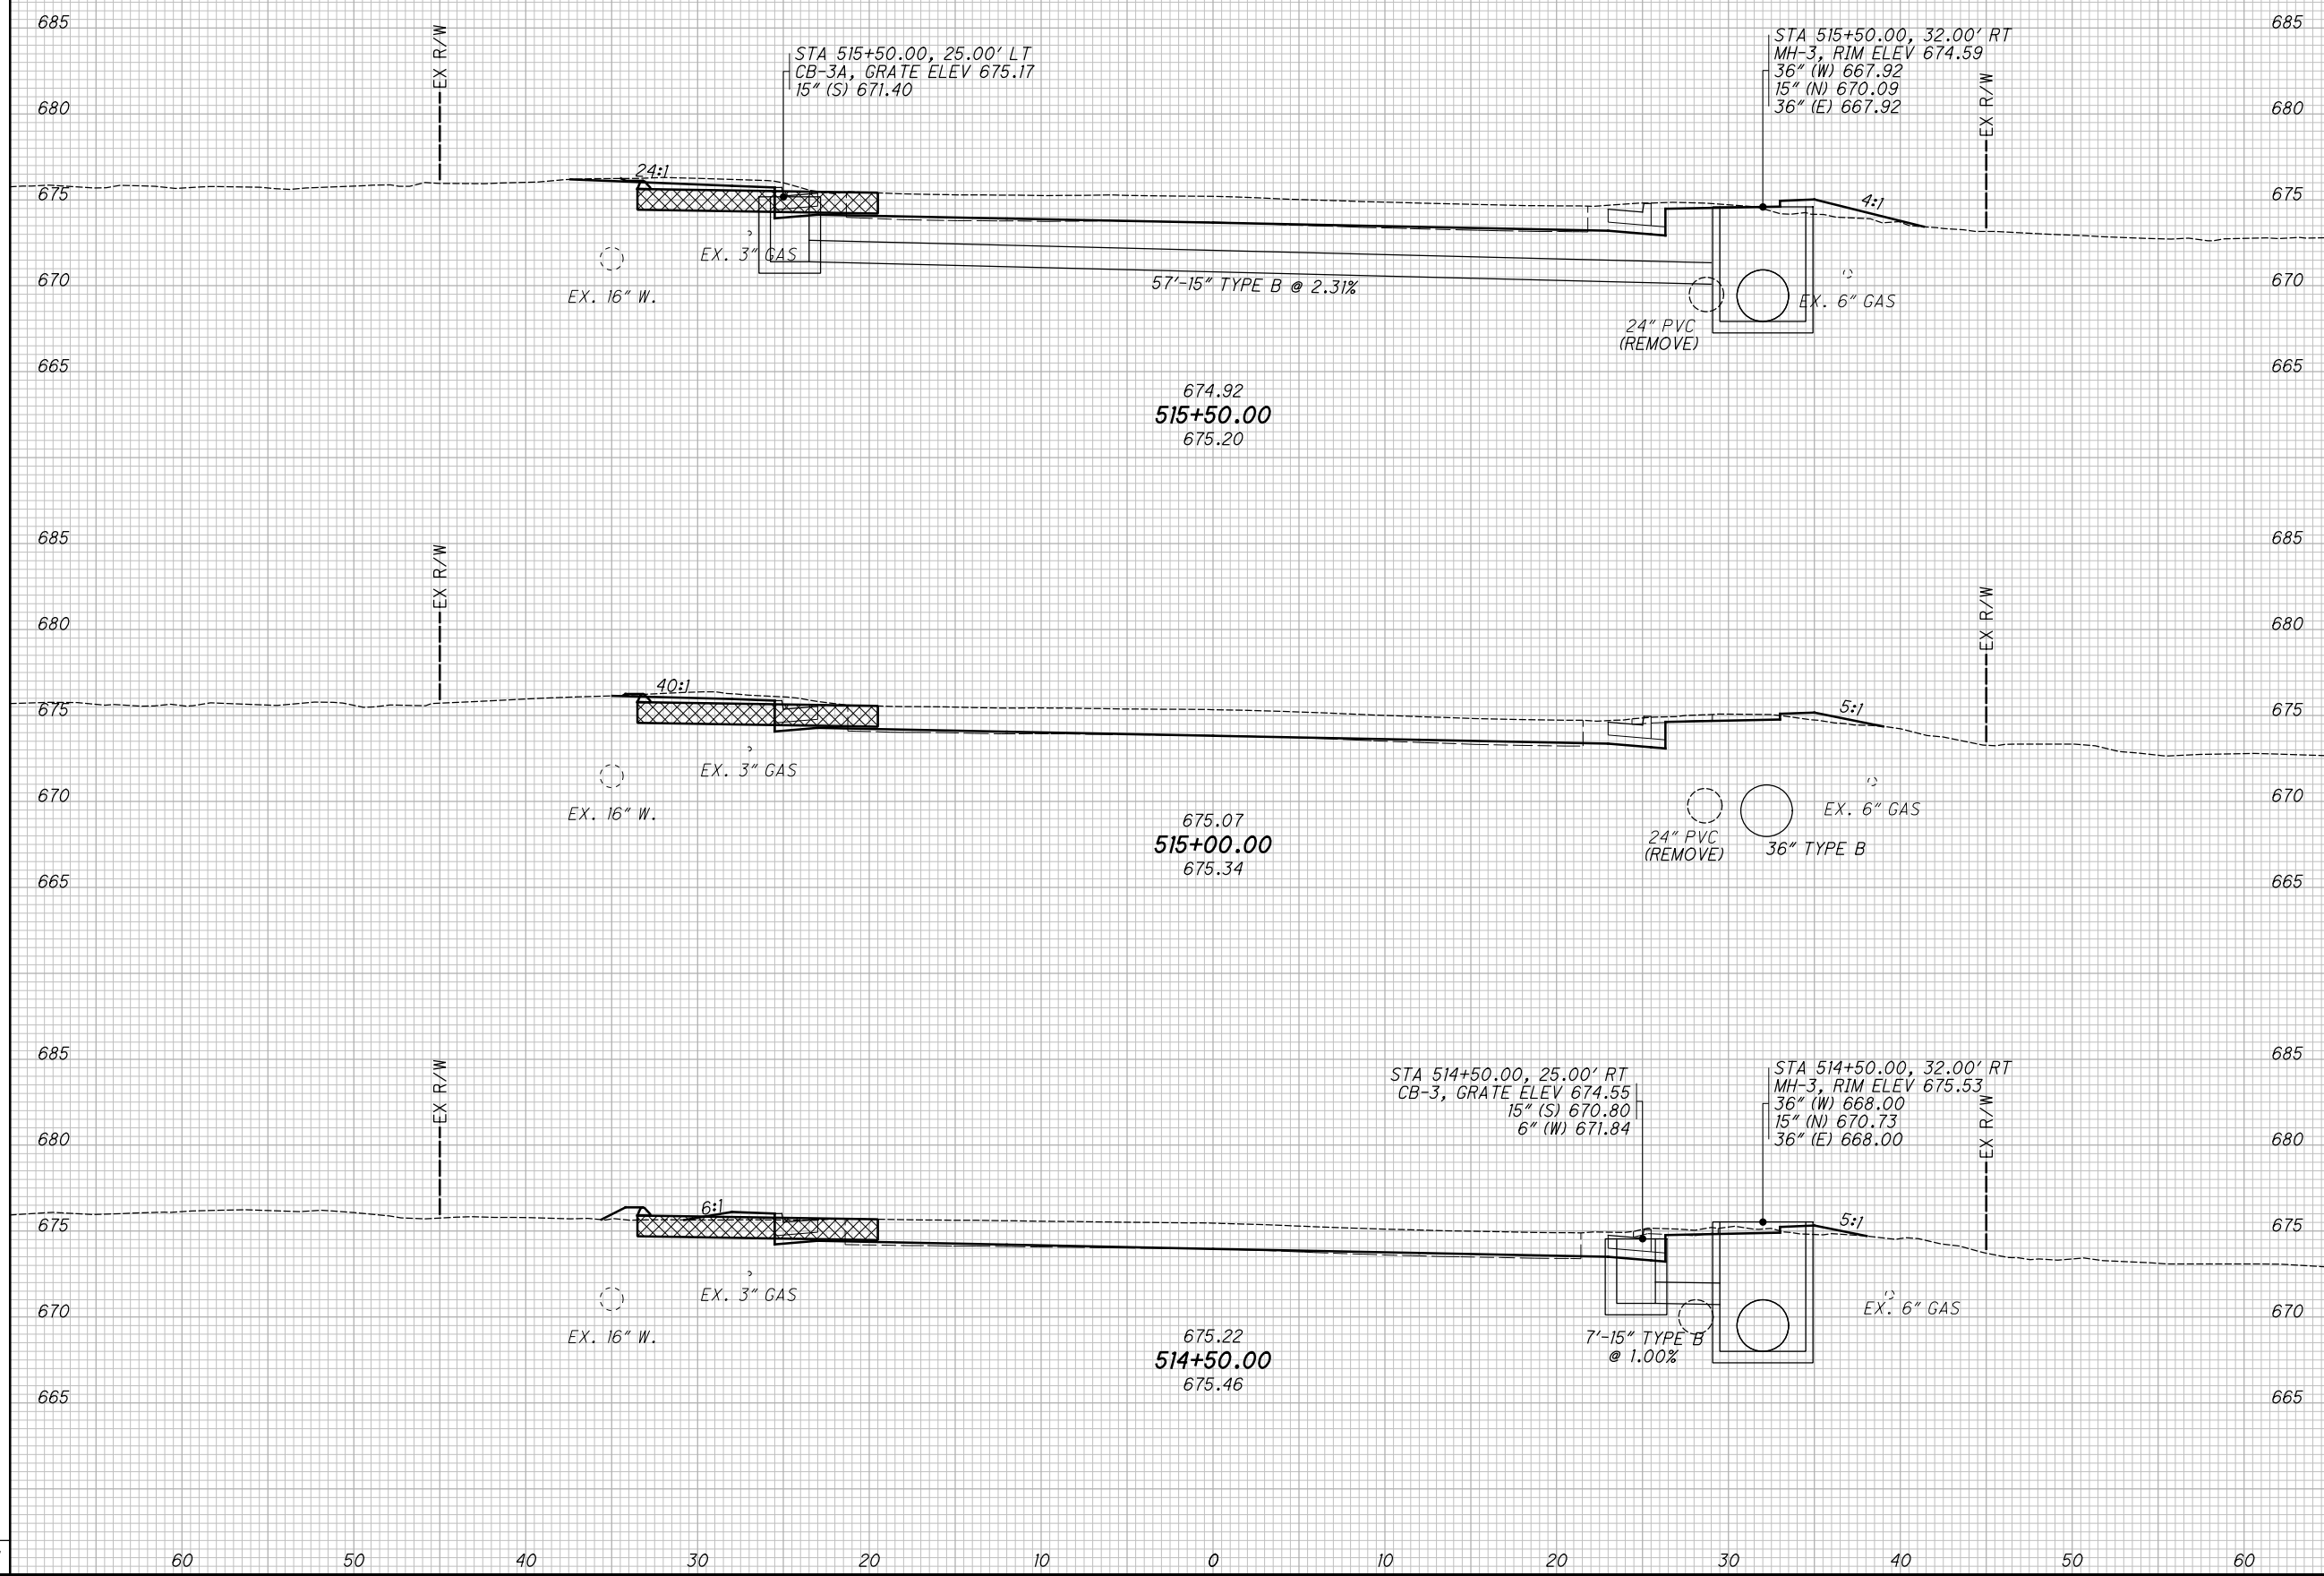 685
EX R/W
STA 515+50.00, 25.00' LT
CB-3A, GRATE ELEV 675.17
15" (S) 671.40
STA 515+50.00, 32.00' RT
MH-3, RIM ELEV 674.59
36" (W) 667.92
15" (N) 670.09
36" (E) 667.92
EX R/W
685
680
680
24:1
4:1
675
675
EX. 3" GAS
EX. 16" W.
670
57'-15" TYPE B @ 2.31%
EX. 6" GAS
670
24" PVC
(REMOVE)
665
665
674.92
515+50.00
675.20
685
EX R/W
EX R/W
685
680
680
40:1
5:1
675
675
EX. 3" GAS
EX. 16" W.
670
EX. 6" GAS
670
24" PVC
(REMOVE)
36" TYPE B
675.07
515+00.00
675.34
665
665
685
EX R/W
STA 514+50.00, 25.00' RT
CB-3, GRATE ELEV 674.55
15" (S) 670.80
6" (W) 671.84
STA 514+50.00, 32.00' RT
MH-3, RIM ELEV 675.53
36" (W) 668.00
15" (N) 670.73
36" (E) 668.00
EX R/W
685
680
680
6:1
5:1
675
675
EX. 3" GAS
EX. 16" W.
670
EX. 6" GAS
670
7'-15" TYPE B
@ 1.00%
675.22
514+50.00
675.46
665
665
60 50 40 30 20 10 0 10 20 30 40 50 60